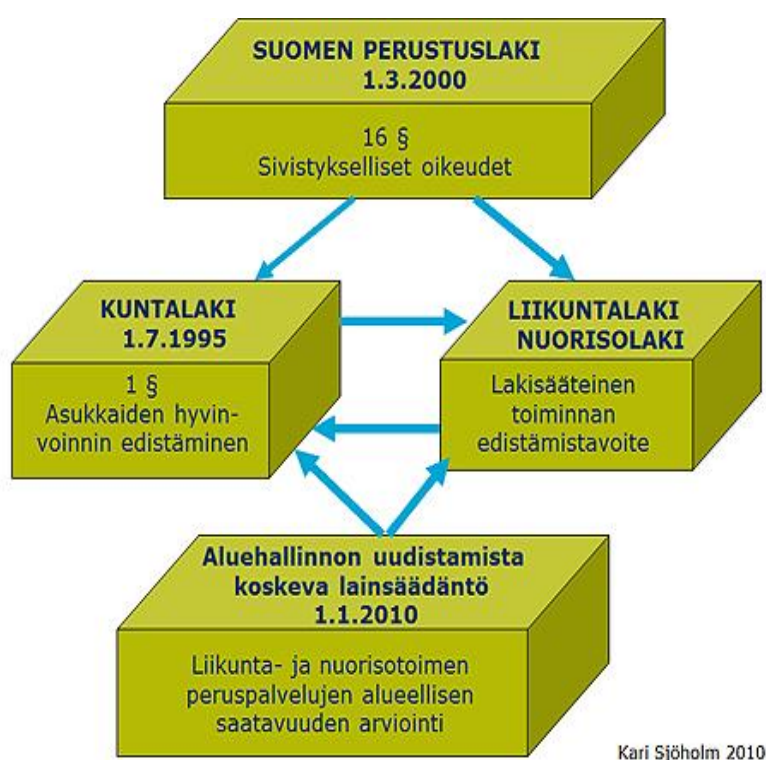 SUOMEN PERUSTUSLAKI
1.3.2000
16 §
Sivistykselliset oikeudet
KUNTALAKI
1.7.1995
1 §
Asukkaiden hyvin-
voinnin edistäminen
LIIKUNTALAKI
NUORISOLAKI
Lakisääteinen
toiminnan
edistämistavoite
Aluehallinnon uudistamista
koskeva lainsäädäntö
1.1.2010
Liikunta- ja nuorisotoimen
peruspalvelujen alueellisen
saatavuuden arviointi
Kari Sjöholm 2010